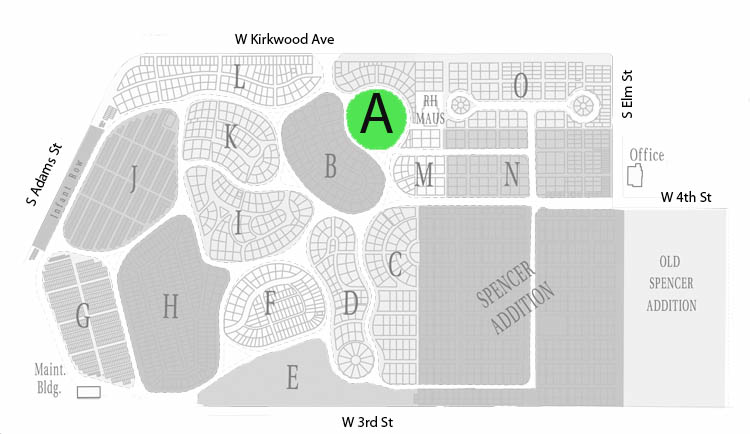 W Kirkwood Ave
L
A
O
S Elm St
RH
MAUS
K
B
J
M
N
Office
S Adams St
Infant Row
W 4th St
I
C
OLD
SPENCER
ADDITION
SPENCER
ADDITION
G
H
F
D
Maint.
Bldg.
E
W 3rd St